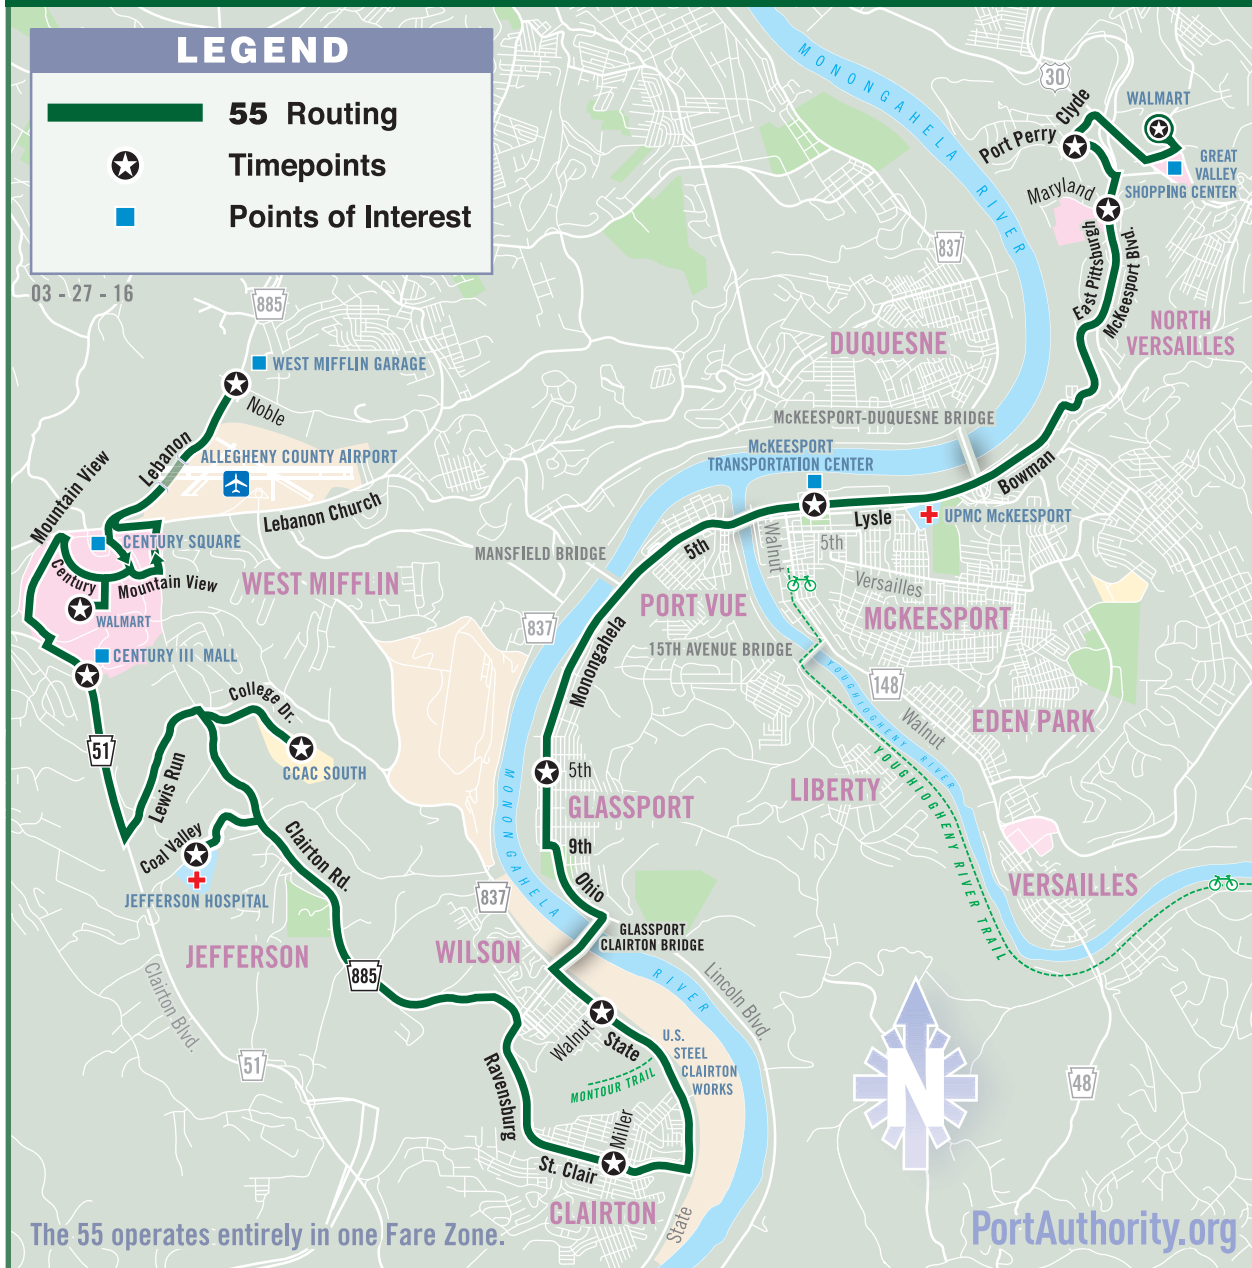 LEGEND
55 Routing
Timepoints
Points of Interest
03 - 27 - 16
885
30
WALMART
Clyde
Port Perry
GREAT
VALLEY
SHOPPING CENTER
Maryland
MONONGAHELA RIVER
837
East Pittsburgh
McKeesport Blvd.
NORTH
VERSAILLES
DUQUESNE
WEST MIFFLIN GARAGE
Noble
Lebanon
ALLEGHENY COUNTY AIRPORT
Mountain View
Lebanon Church
McKEESPORT-DUQUESNE BRIDGE
McKEESPORT
TRANSPORTATION CENTER
Bowman
Lysle
UPMC McKEESPORT
5th
Walnut
5th
CENTURY SQUARE
Century
Mountain View
WEST MIFFLIN
MANSFIELD BRIDGE
Versailles
PORT VUE
MCKEESPORT
WALMART
837
Monongahela
15TH AVENUE BRIDGE
CENTURY III MALL
YOUGHIOGHENY RIVER
148
Walnut
EDEN PARK
College Dr.
51
CCAC SOUTH
Lewis Run
5th
GLASSPORT
LIBERTY
YOUGHIOGHENY RIVER TRAIL
MONONGAHELA
RIVER
Coal Valley
Clairton Rd.
9th
Ohio
JEFFERSON HOSPITAL
837
VERSAILLES
GLASSPORT
CLAIRTON BRIDGE
WILSON
JEFFERSON
885
Clairton Blvd.
Lincoln Blvd.
Walnut
State
U.S.
STEEL
CLAIRTON
WORKS
51
MONTOUR TRAIL
Ravensburg
N
48
Miller
St. Clair
CLAIRTON
State
The 55 operates entirely in one Fare Zone.
PortAuthority.org